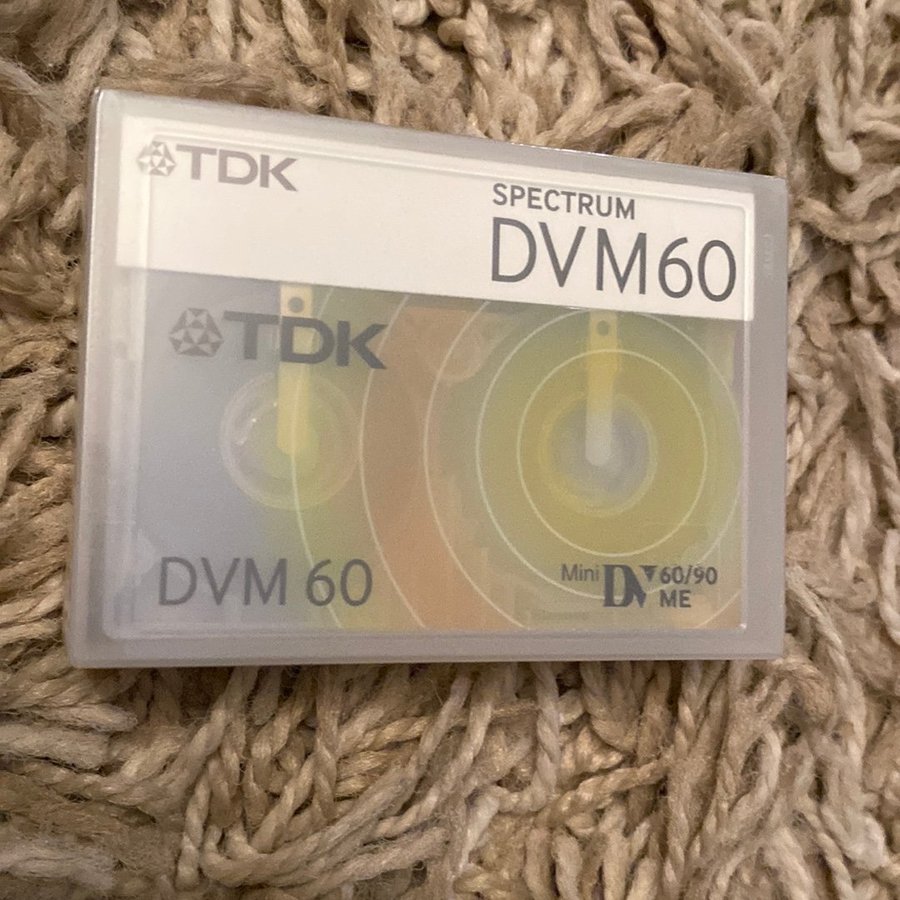 TDK
SPECTRUM
DVM60
TDK
DVM 60
Mini DV 60/90
ME